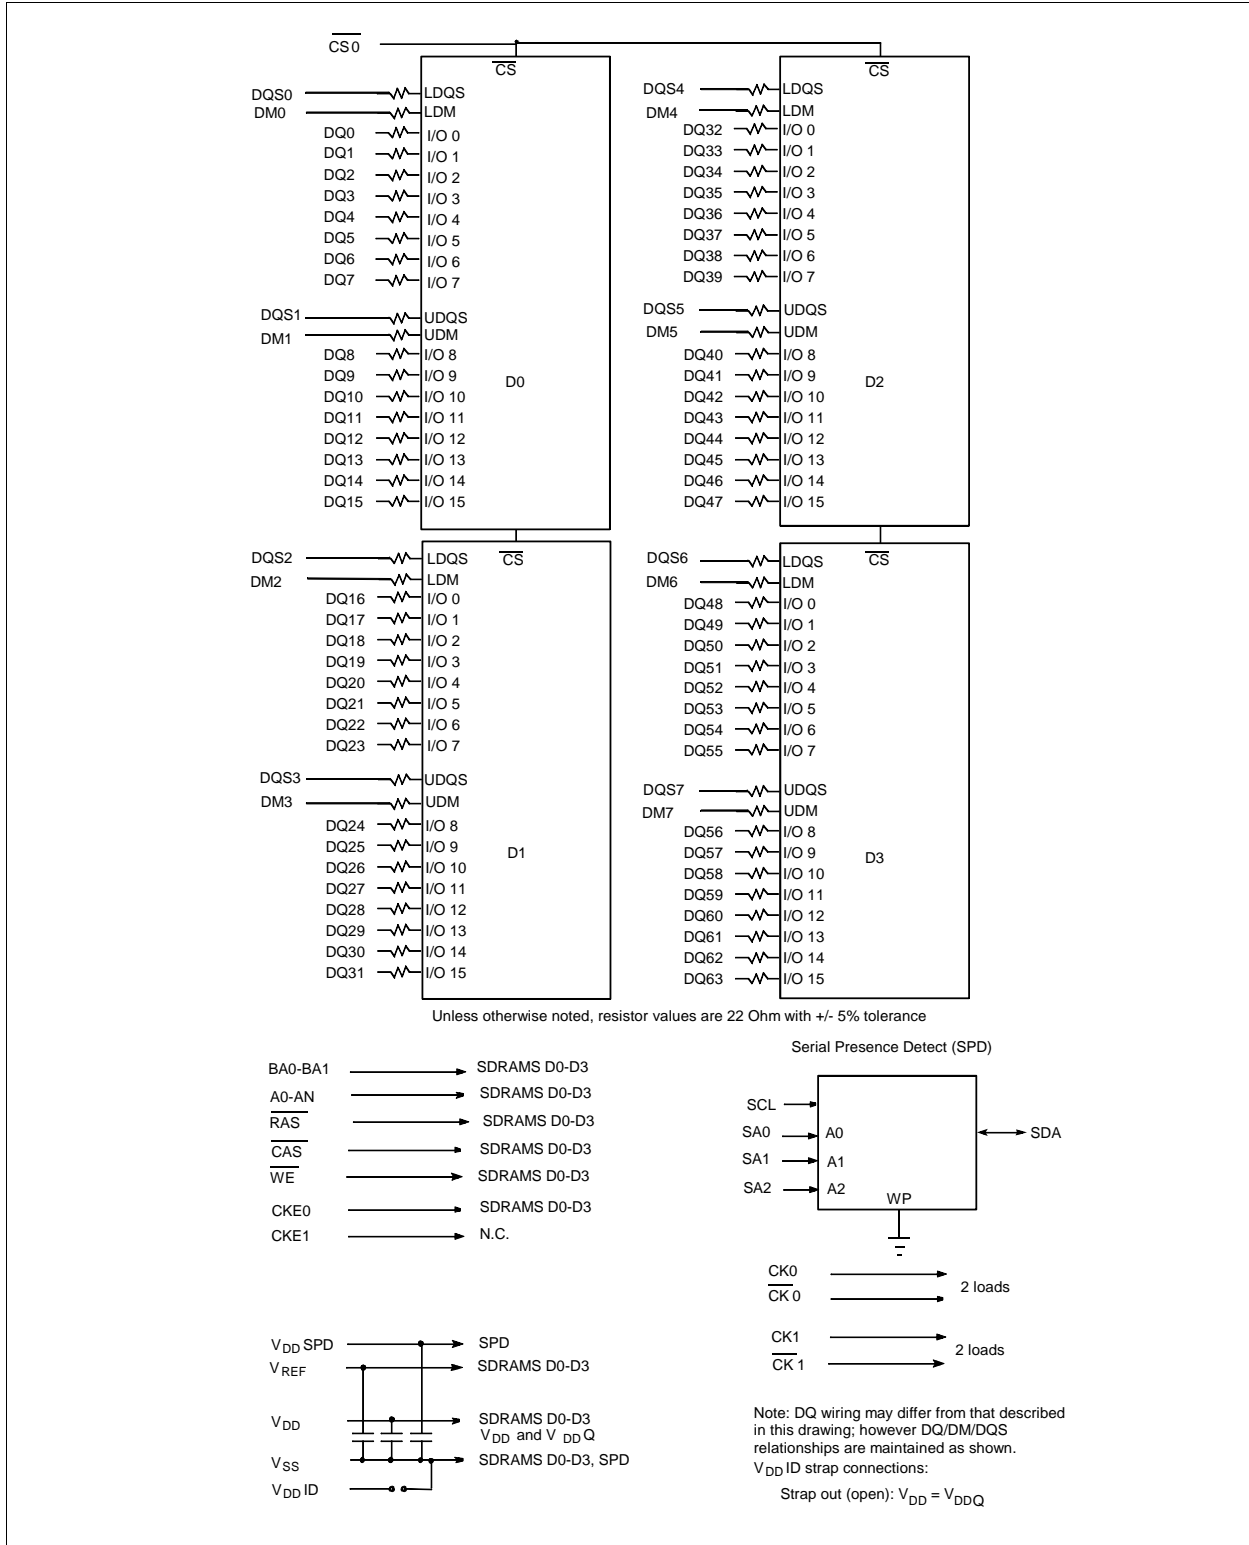 CS0
CS
DQS0 LDQS
DM0 LDM
DQ0 I/O 0
DQ1 I/O 1
DQ2 I/O 2
DQ3 I/O 3
DQ4 I/O 4
DQ5 I/O 5
DQ6 I/O 6
DQ7 I/O 7
DQS1 UDQS
DM1 UDM
DQ8 I/O 8
DQ9 I/O 9
D0
DQ10 I/O 10
DQ11 I/O 11
DQ12 I/O 12
DQ13 I/O 13
DQ14 I/O 14
DQ15 I/O 15
CS
DQS4 LDQS
DM4 LDM
DQ32 I/O 0
DQ33 I/O 1
DQ34 I/O 2
DQ35 I/O 3
DQ36 I/O 4
DQ37 I/O 5
DQ38 I/O 6
DQ39 I/O 7
DQS5 UDQS
DM5 UDM
DQ40 I/O 8
DQ41 I/O 9
D2
DQ42 I/O 10
DQ43 I/O 11
DQ44 I/O 12
DQ45 I/O 13
DQ46 I/O 14
DQ47 I/O 15
CS
DQS2 LDQS
DM2 LDM
DQ16 I/O 0
DQ17 I/O 1
DQ18 I/O 2
DQ19 I/O 3
DQ20 I/O 4
DQ21 I/O 5
DQ22 I/O 6
DQ23 I/O 7
DQS3 UDQS
DM3 UDM
DQ24 I/O 8
DQ25 I/O 9
D1
DQ26 I/O 10
DQ27 I/O 11
DQ28 I/O 12
DQ29 I/O 13
DQ30 I/O 14
DQ31 I/O 15
CS
DQS6 LDQS
DM6 LDM
DQ48 I/O 0
DQ49 I/O 1
DQ50 I/O 2
DQ51 I/O 3
DQ52 I/O 4
DQ53 I/O 5
DQ54 I/O 6
DQ55 I/O 7
DQS7 UDQS
DM7 UDM
DQ56 I/O 8
DQ57 I/O 9
D3
DQ58 I/O 10
DQ59 I/O 11
DQ60 I/O 12
DQ61 I/O 13
DQ62 I/O 14
DQ63 I/O 15
Unless otherwise noted, resistor values are 22 Ohm with +/- 5% tolerance
BA0-BA1 SDRAMS D0-D3
A0-AN SDRAMS D0-D3
RAS SDRAMS D0-D3
CAS SDRAMS D0-D3
WE SDRAMS D0-D3
CKE0 SDRAMS D0-D3
CKE1 N.C.
Serial Presence Detect (SPD)
SCL
SA0 A0 SDA
SA1 A1
SA2 A2
WP
CK0
CK 0
2 loads
CK1
CK 1
2 loads
VDD SPD SPD
VREF SDRAMS D0-D3
VDD SDRAMS D0-D3
VDD and VDDQ
VSS SDRAMS D0-D3, SPD
VDD ID
Note: DQ wiring may differ from that described
in this drawing; however DQ/DM/DQS
relationships are maintained as shown.
VDD ID strap connections:
Strap out (open): VDD = VDDQ